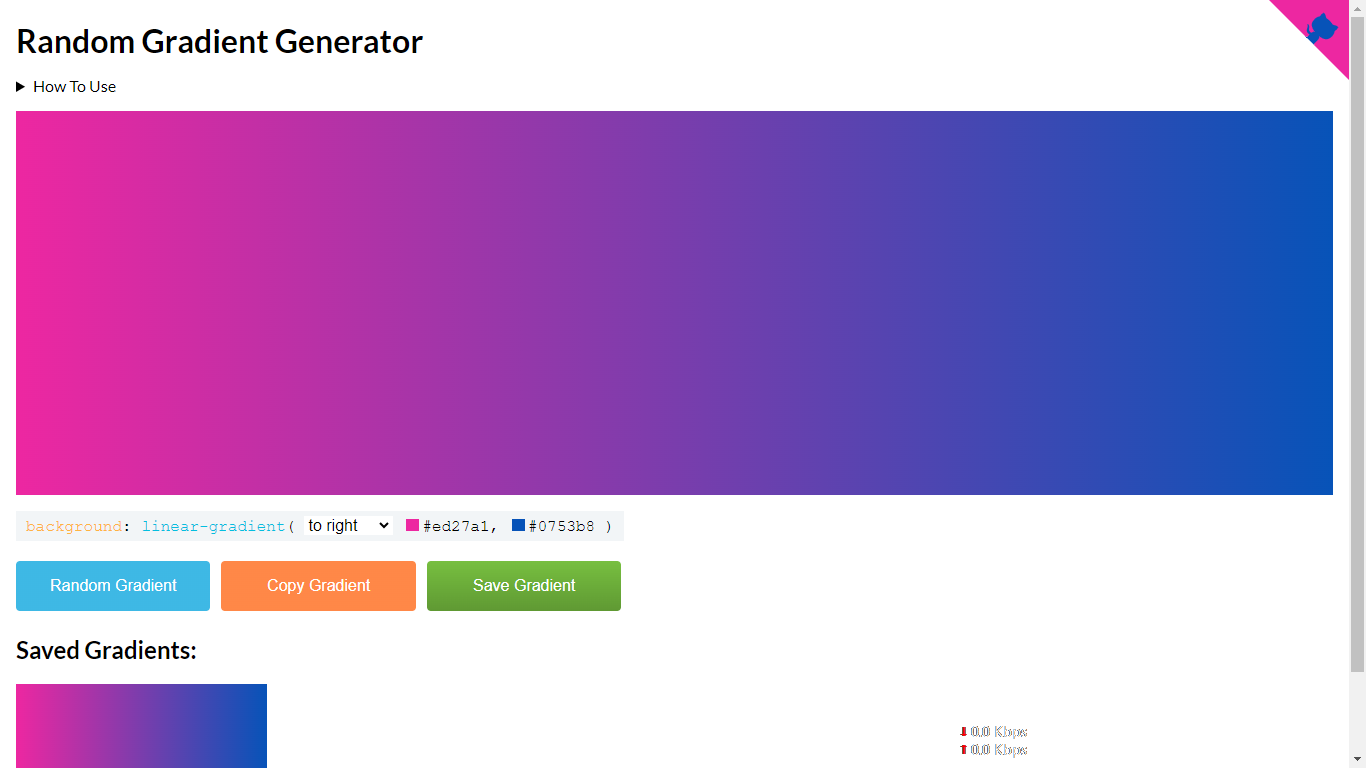 Random Gradient Generator
How To Use
background: linear-gradient( to right #ed27a1, #0753b8 )
Random Gradient Copy Gradient Save Gradient
Saved Gradients:
0.0 Kbps
0.0 Kbps